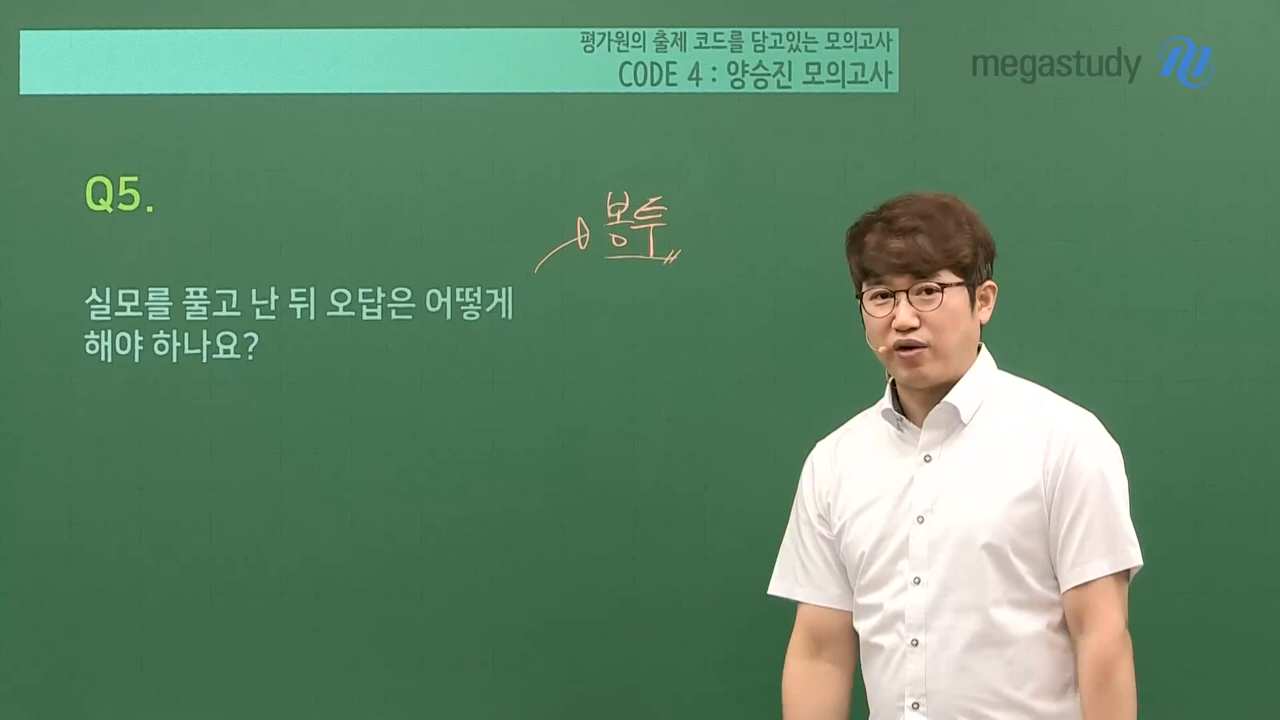 평가원의 출제 코드를 담고있는 모의고사
CODE 4 : 양승진 모의고사
megastudy
Q5.
봉투
실모를 풀고 난 뒤 오답은 어떻게
해야 하나요?